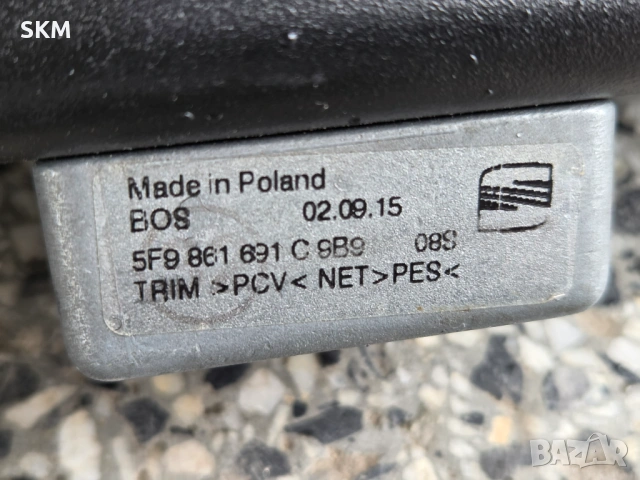 SKM
Made in Poland
BOS 02.09.15
5F9 861 691 C 9B9 08S
TRIM >PCV< NET>PES<
BAZAR